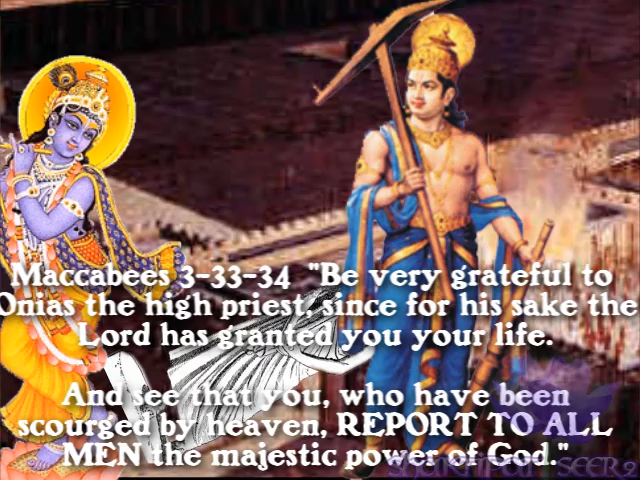 Maccabees 3-33-34 "Be very grateful to
Onias the high priest, since for his sake the
Lord has granted you your life.
And see that you, who have been
scourged by heaven, REPORT TO ALL
MEN the majestic power of God."
SEER2